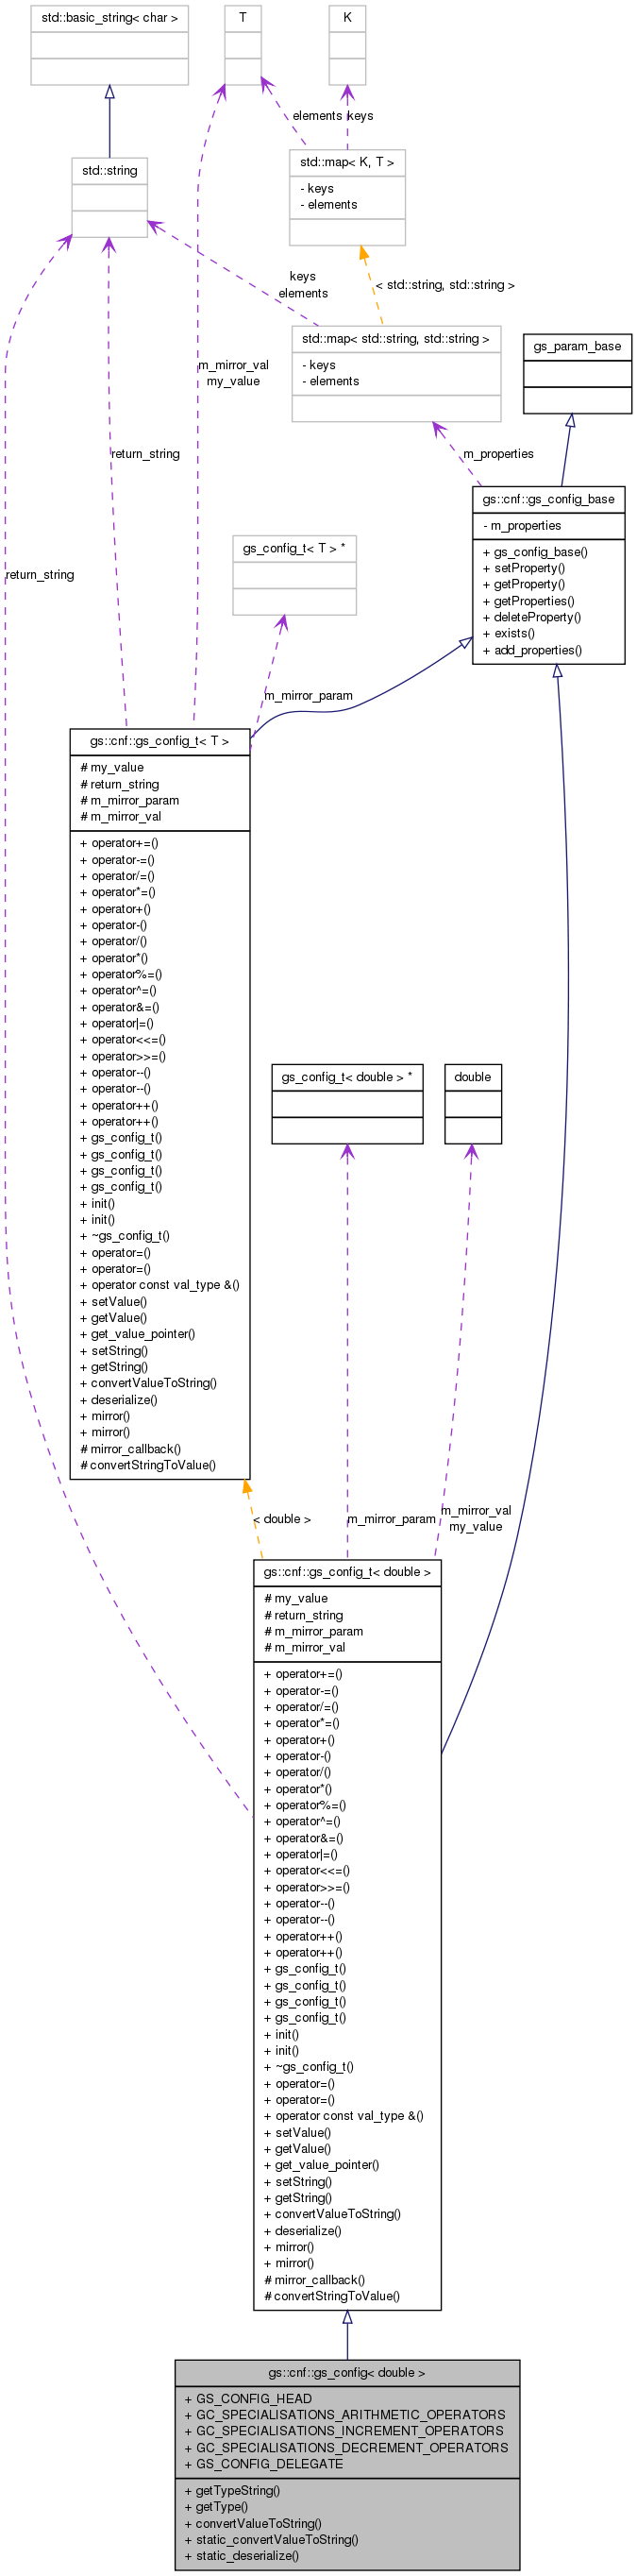 std::basic_string< char >
T
K
elements
keys
std::string
std::map< K, T >
- keys
- elements
< std::string, std::string >
keys
elements
std::map< std::string, std::string >
- keys
- elements
gs_param_base
m_mirror_val
my_value
return_string
m_properties
gs::cnf::gs_config_base
- m_properties
+ gs_config_base()
+ setProperty()
+ getProperty()
+ getProperties()
+ deleteProperty()
+ exists()
+ add_properties()
gs_config_t< T > *
return_string
m_mirror_param
gs::cnf::gs_config_t< T >
# my_value
# return_string
# m_mirror_param
# m_mirror_val
+ operator+=()
+ operator-=()
+ operator/=()
+ operator*=()
+ operator+()
+ operator-()
+ operator/()
+ operator*()
+ operator%=()
+ operator^=()
+ operator&=()
+ operator|=()
+ operator<<=()
+ operator>>=()
+ operator--()
+ operator--()
+ operator++()
+ operator++()
+ gs_config_t()
+ gs_config_t()
+ gs_config_t()
+ gs_config_t()
+ init()
+ init()
+ ~gs_config_t()
+ operator=()
+ operator=()
+ operator const val_type &()
+ setValue()
+ getValue()
+ get_value_pointer()
+ setString()
+ getString()
+ convertValueToString()
+ deserialize()
+ mirror()
+ mirror()
# mirror_callback()
# convertStringToValue()
gs_config_t< double > *
double
< double >
m_mirror_param
m_mirror_val
my_value
gs::cnf::gs_config_t< double >
# my_value
# return_string
# m_mirror_param
# m_mirror_val
+ operator+=()
+ operator-=()
+ operator/=()
+ operator*=()
+ operator+()
+ operator-()
+ operator/()
+ operator*()
+ operator%=()
+ operator^=()
+ operator&=()
+ operator|=()
+ operator<<=()
+ operator>>=()
+ operator--()
+ operator--()
+ operator++()
+ operator++()
+ gs_config_t()
+ gs_config_t()
+ gs_config_t()
+ gs_config_t()
+ init()
+ init()
+ ~gs_config_t()
+ operator=()
+ operator=()
+ operator const val_type &()
+ setValue()
+ getValue()
+ get_value_pointer()
+ setString()
+ getString()
+ convertValueToString()
+ deserialize()
+ mirror()
+ mirror()
# mirror_callback()
# convertStringToValue()
gs::cnf::gs_config< double >
+ GS_CONFIG_HEAD
+ GC_SPECIALISATIONS_ARITHMETIC_OPERATORS
+ GC_SPECIALISATIONS_INCREMENT_OPERATORS
+ GC_SPECIALISATIONS_DECREMENT_OPERATORS
+ GS_CONFIG_DELEGATE
+ getTypeString()
+ getType()
+ convertValueToString()
+ static_convertValueToString()
+ static_deserialize()